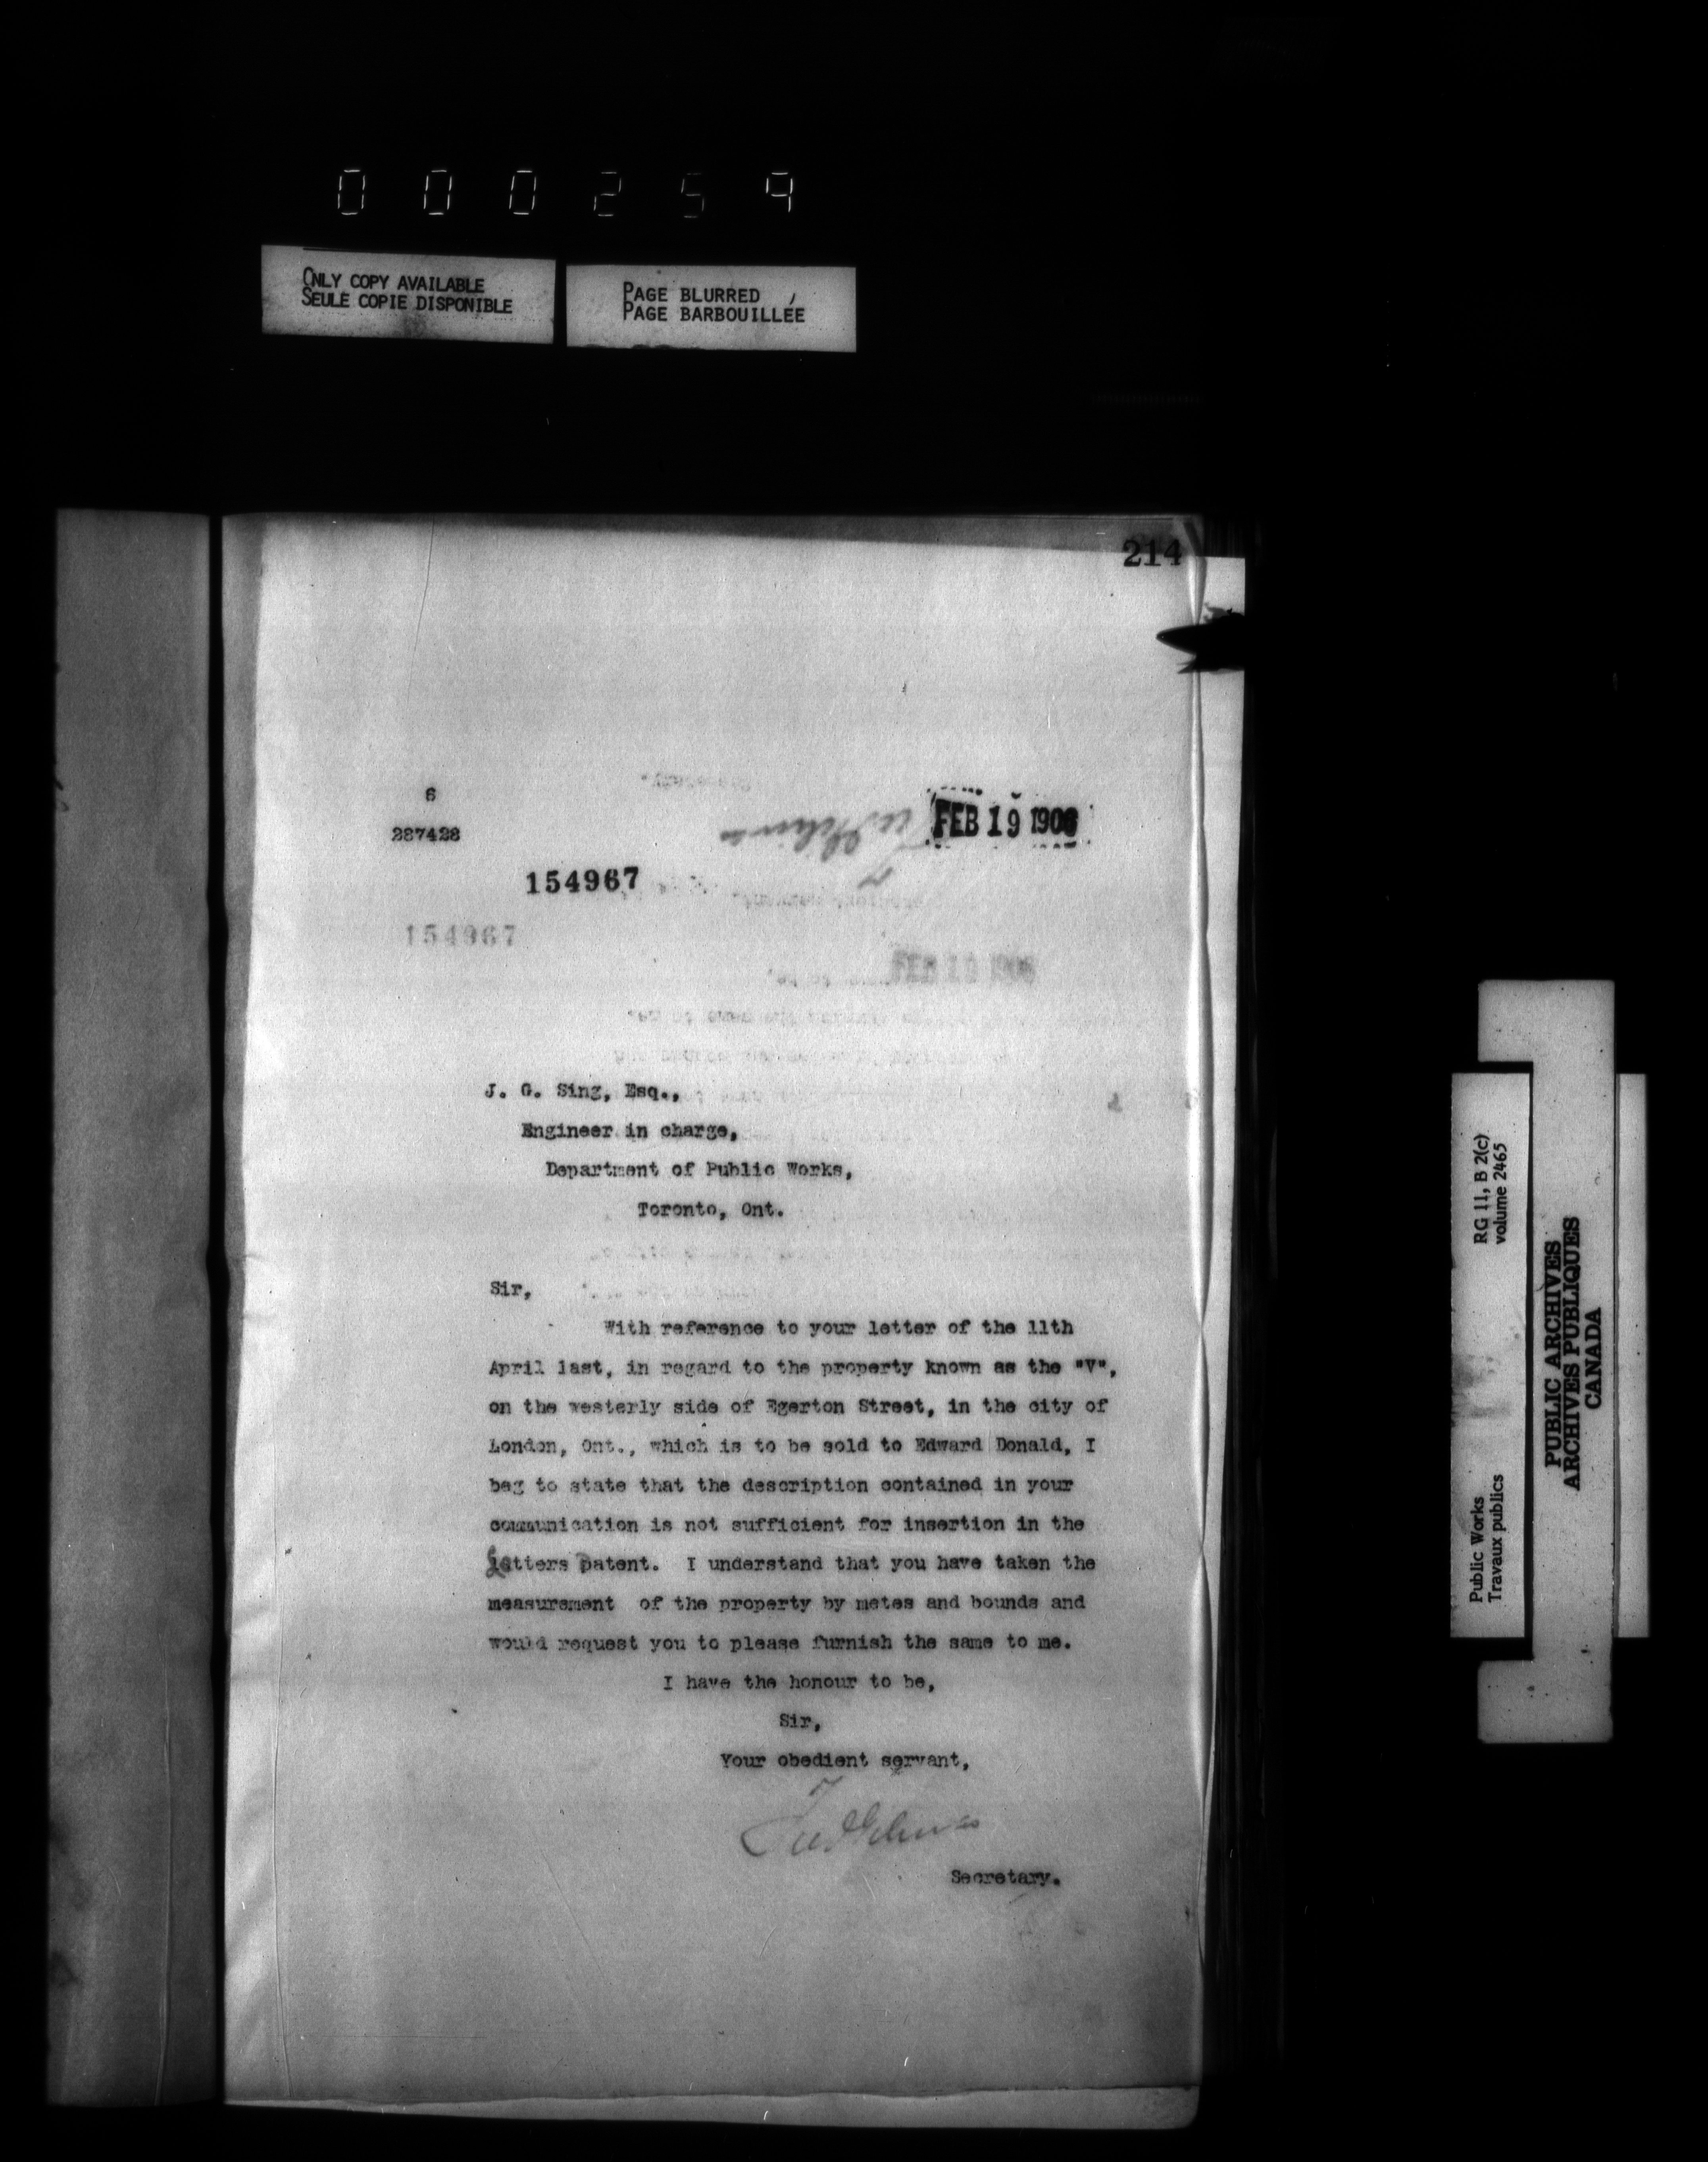 000259
ONLY COPY AVAILABLE
SEULE COPIE DISPONIBLE
PAGE BLURRED
PAGE BARBOUILLÉE
214
6
287428
FEB 19 1906
154967
154967
FEB 19 1906
J. G. Sing, Esq.,
Engineer in charge,
Department of Public Works,
Toronto, Ont.
Sir,
With reference to your letter of the 11th
April last, in regard to the property known as the "V",
on the westerly side of Egerton Street, in the city of
London, Ont., which is to be sold to Edward Donald, I
beg to state that the description contained in your
communication is not sufficient for insertion in the
Letters Patent. I understand that you have taken the
measurement of the property by metes and bounds and
would request you to please furnish the same to me.
I have the honour to be,
Sir,
Your obedient servant,
Secretary.
RG 11, B 2(c)
volume 2465
Public Works
Travaux publics
PUBLIC ARCHIVES
ARCHIVES PUBLIQUES
CANADA